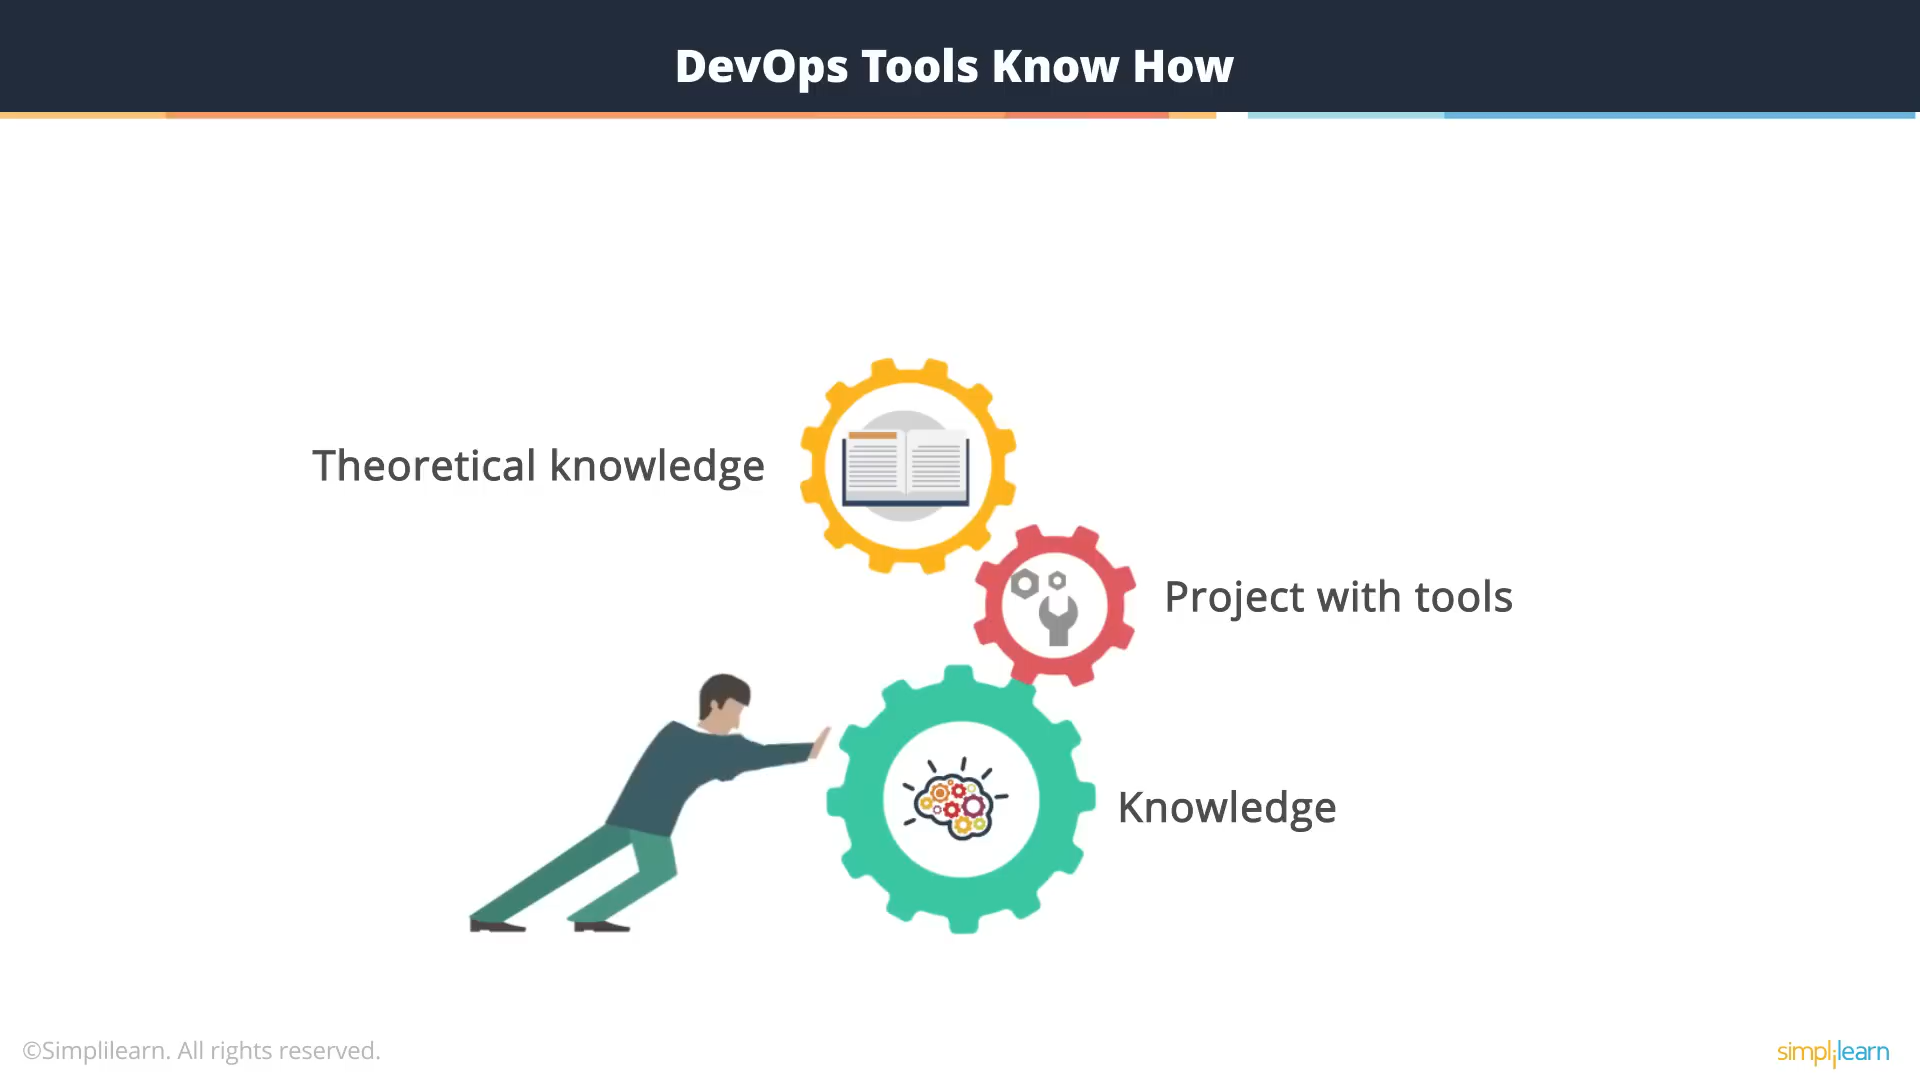 DevOps Tools Know How
Theoretical knowledge
Project with tools
Knowledge
©Simplilearn. All rights reserved.
simplilearn